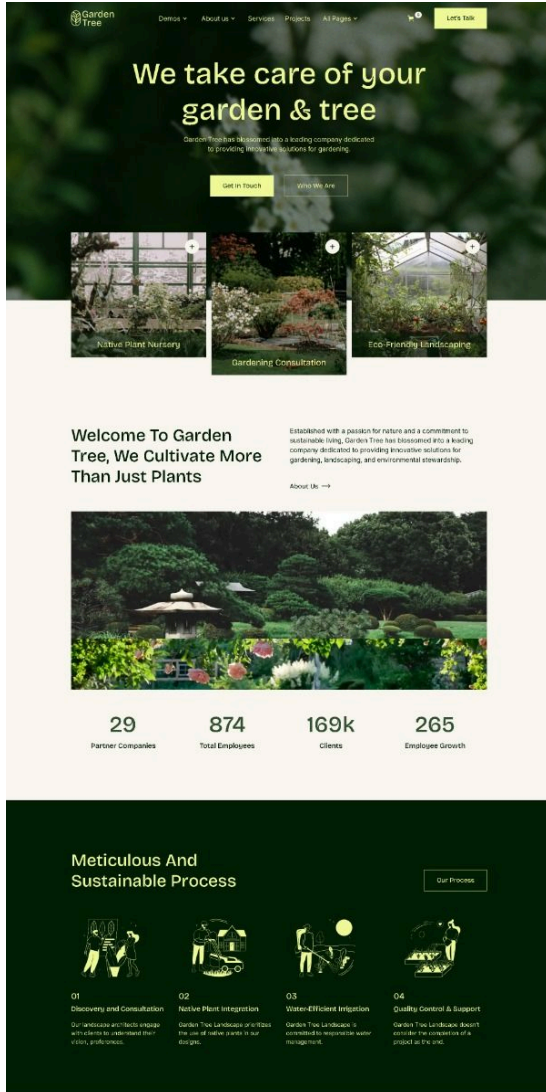 Garden
Tree
Demos
About us
Services
Projects
All Pages
0
Let's Talk
We take care of your
garden & tree
Garden Tree has blossomed into a leading company dedicated
to providing innovative solutions for gardening.
Get In Touch
Who We Are
Native Plant Nursery
Gardening Consultation
Eco-Friendly Landscaping
Welcome To Garden
Tree, We Cultivate More
Than Just Plants
Established with a passion for nature and a commitment to
sustainable living, Garden Tree has blossomed into a leading
company dedicated to providing innovative solutions for
gardening, landscaping, and environmental stewardship.
About Us
29
Partner Companies
874
Total Employees
169k
Clients
265
Employee Growth
Meticulous And
Sustainable Process
Our Process
01
Discovery and Consultation
Our landscape architects engage
with clients to understand their
vision, preferences.
02
Native Plant Integration
Garden Tree Landscape prioritizes
the use of native plants in our
designs.
03
Water-Efficient Irrigation
Garden Tree Landscape is
committed to responsible water
management.
04
Quality Control & Support
Garden Tree Landscape doesn't
consider the completion of a
project as the end.